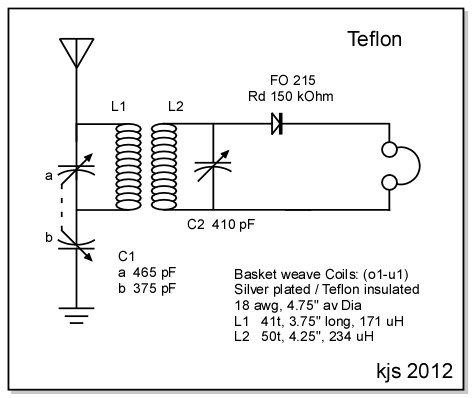 Teflon
FO 215
Rd 150 kOhm
L1
L2
a
b
C2 410 pF
C1
a 465 pF
b 375 pF
Basket weave Coils: (o1-u1)
Silver plated / Teflon insulated
18 awg, 4.75" av Dia
L1 41t, 3.75" long, 171 uH
L2 50t, 4.25", 234 uH
kjs 2012